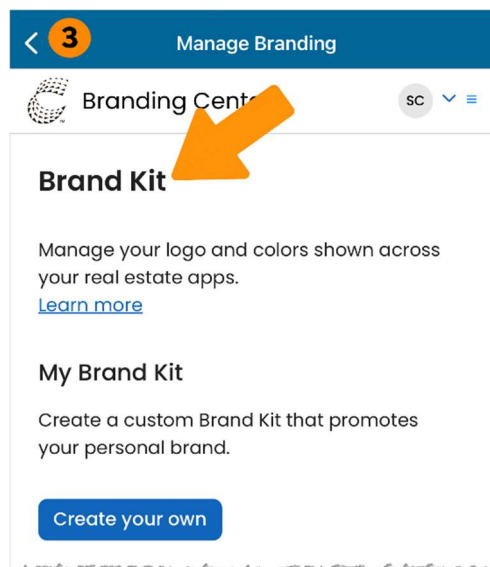 3
Manage Branding
Branding Cent
SC
Brand Kit
Manage your logo and colors shown across
your real estate apps.
Learn more
My Brand Kit
Create a custom Brand Kit that promotes
your personal brand.
Create your own